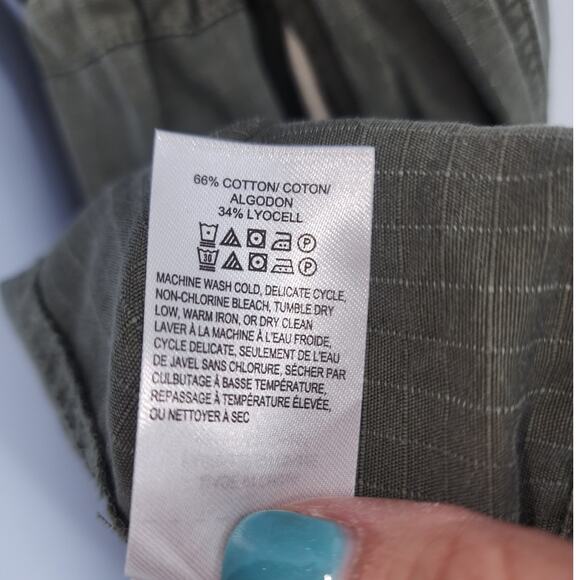 66% COTTON/ COTON/
ALGODON
34% LYOCELL
P
30 P
MACHINE WASH COLD, DELICATE CYCLE,
NON-CHLORINE BLEACH, TUMBLE DRY
LOW, WARM IRON, OR DRY CLEAN
LAVER À LA MACHINE À L'EAU FROIDE,
CYCLE DELICATE, SEULEMENT DE L'EAU
DE JAVEL SANS CHLORURE, SÉCHER PAR
CULBUTAGE À BASSE TEMPÉRATURE,
REPASSAGE À TEMPÉRATURE ÉLEVÉE,
OU NETTOYER À SEC